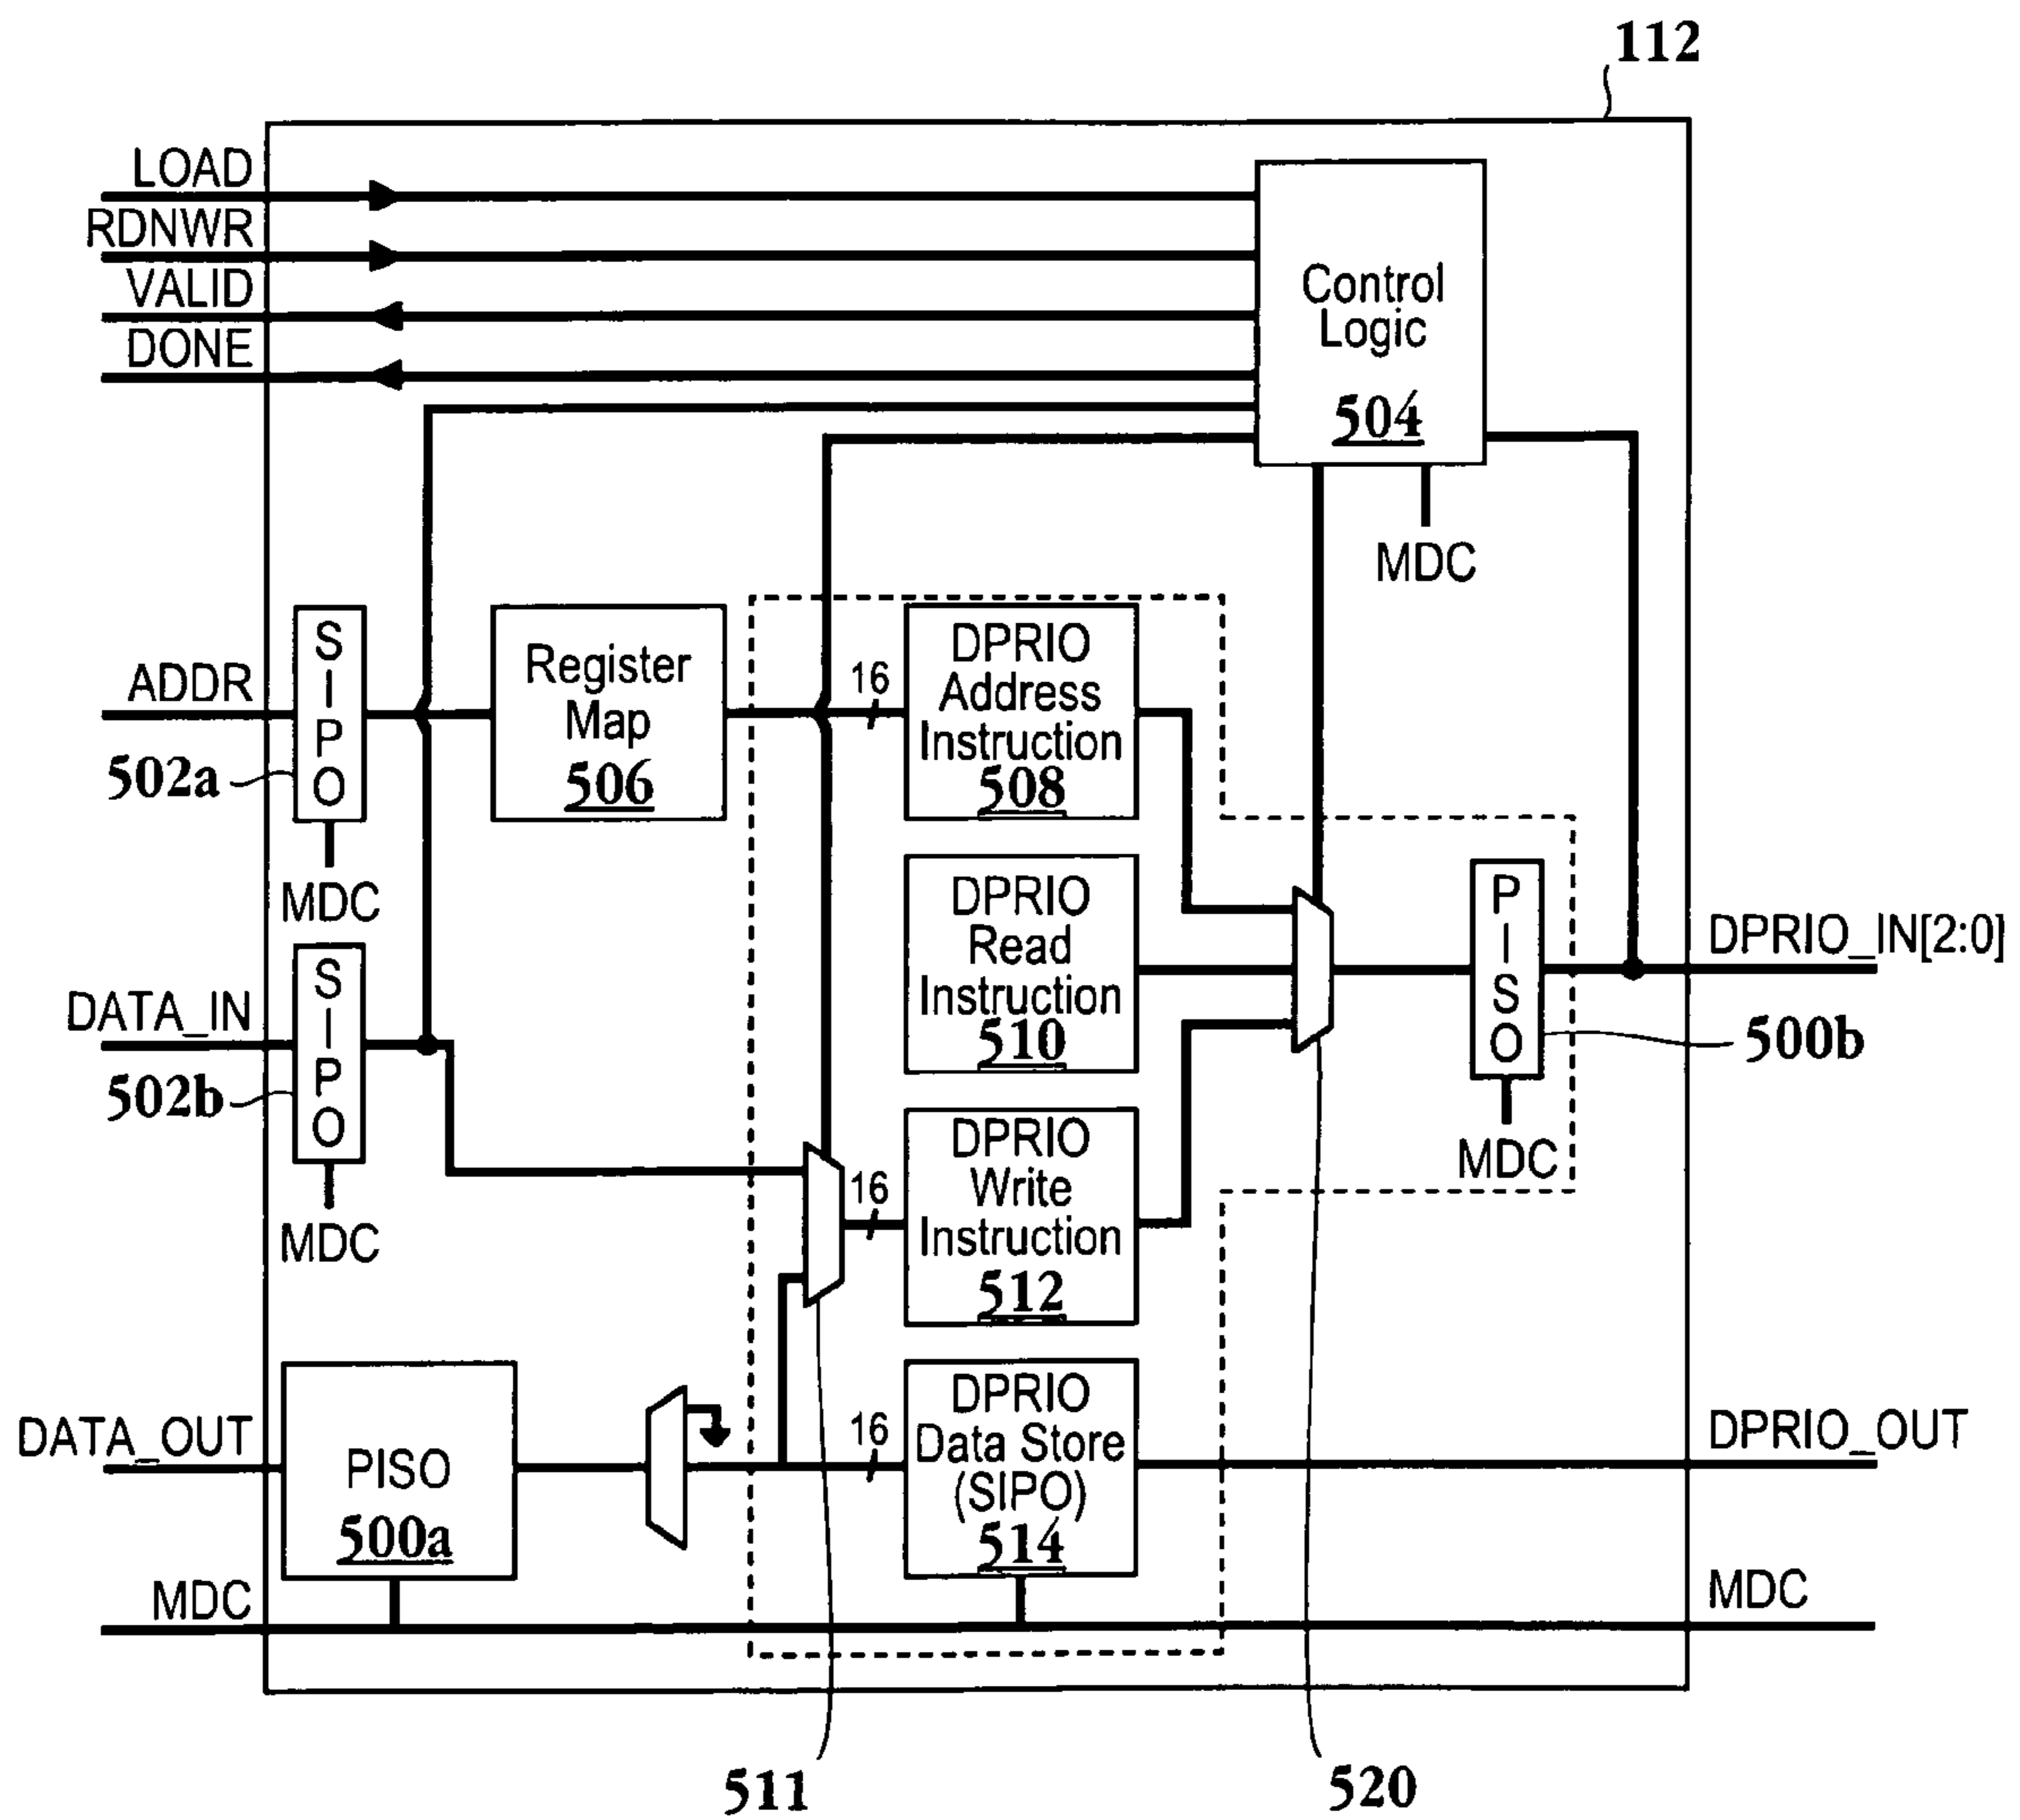 112
LOAD
RDNWR
VALID
DONE
Control
Logic
504
MDC
ADDR
S
I
P
O
502a
MDC
Register
Map
506
16
DPRIO
Address
Instruction
508
DPRIO
Read
Instruction
510
P
I
S
O
MDC
DPRIO_IN[2:0]
500b
DATA_IN
S
I
P
O
502b
MDC
16
DPRIO
Write
Instruction
512
DATA_OUT
PISO
500a
16
DPRIO
Data Store
(SIPO)
514
DPRIO_OUT
MDC
MDC
511
520